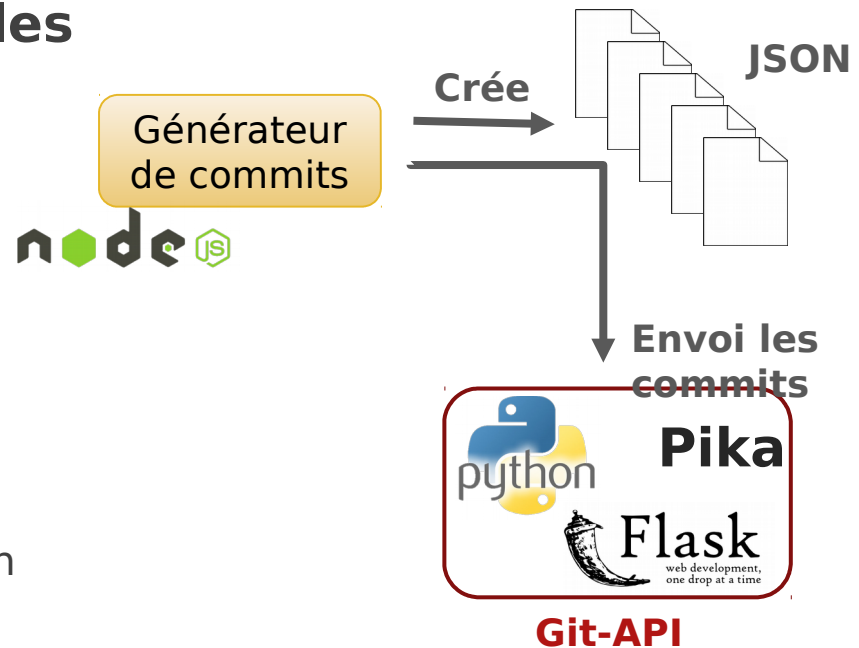 les
JSON
Crée
Générateur
de commits
node JS
Envoi les
commits
Pika
python
Flask
web development,
one drop at a time
n
Git-API